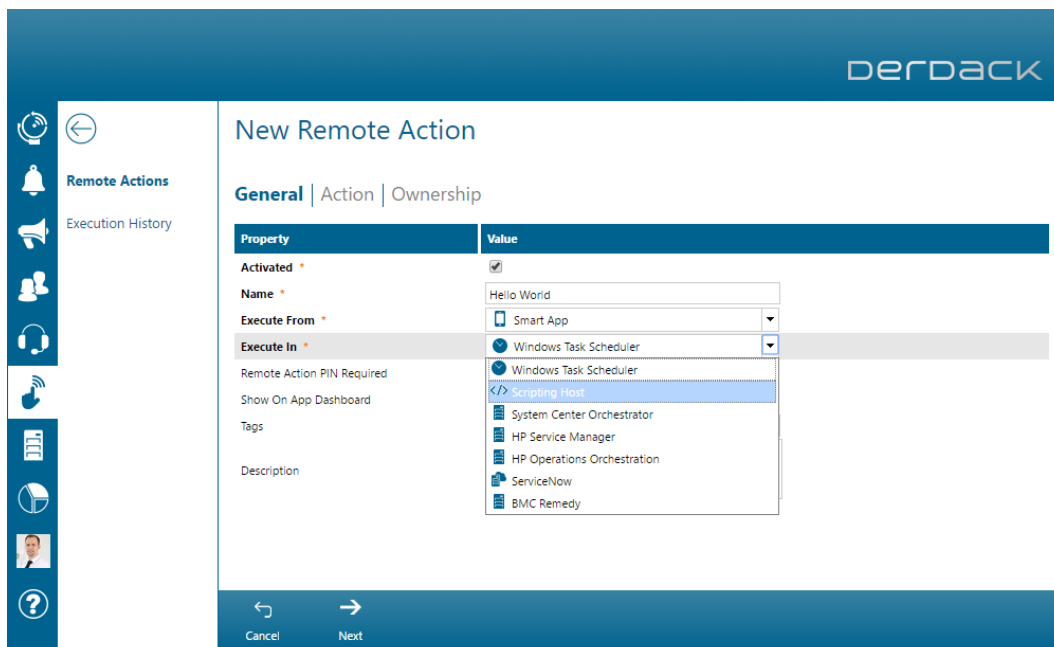 DERDACK
New Remote Action
Remote Actions
Execution History
General | Action | Ownership
Property Value
Activated *
Name * Hello World
Execute From * Smart App
Execute In * Windows Task Scheduler
Remote Action PIN Required
Show On App Dashboard
Tags
Description
Windows Task Scheduler
</> Scripting Host
System Center Orchestrator
HP Service Manager
HP Operations Orchestration
ServiceNow
BMC Remedy
?
Cancel Next